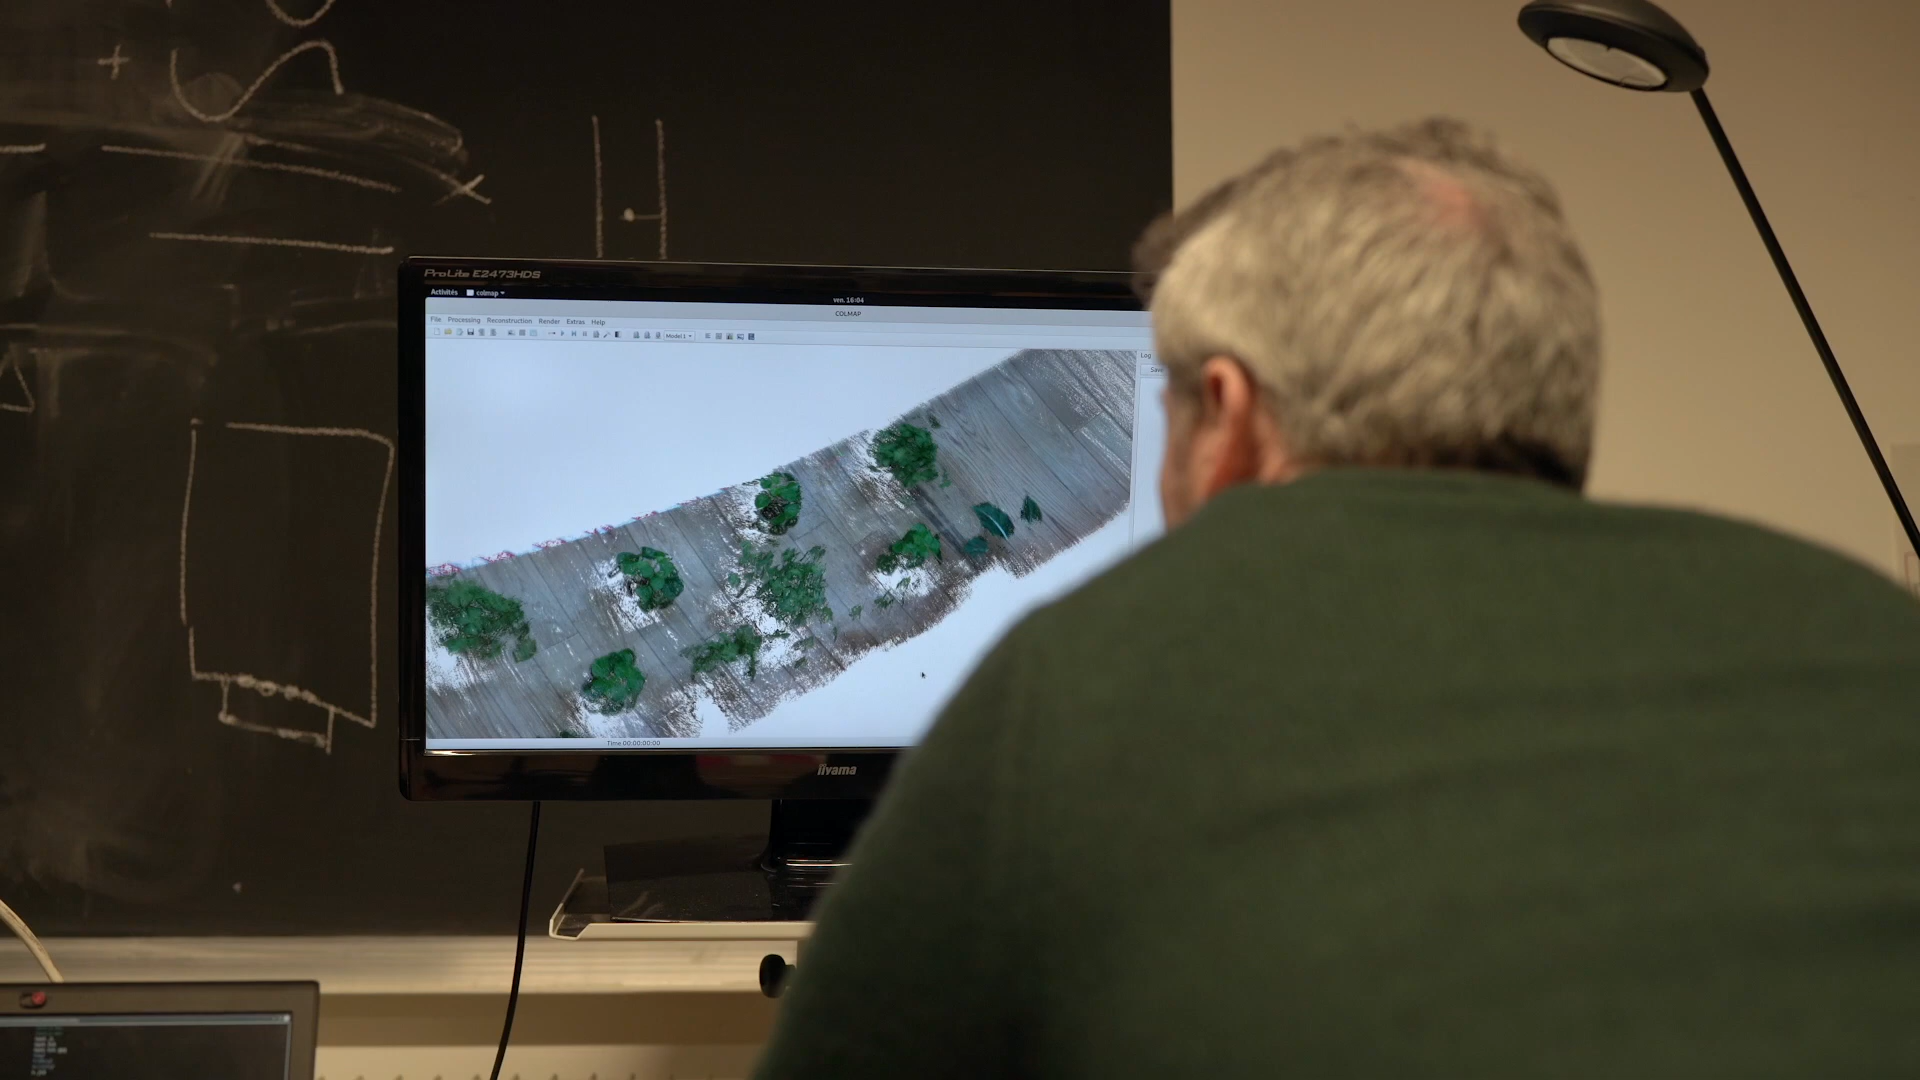 ProLite E2473HDS
Activités colmap ven. 16:04
COLMAP
File Processing Reconstruction Render Extras Help
Model 1
Log
Save
Time 00:00:00:00
iiyama